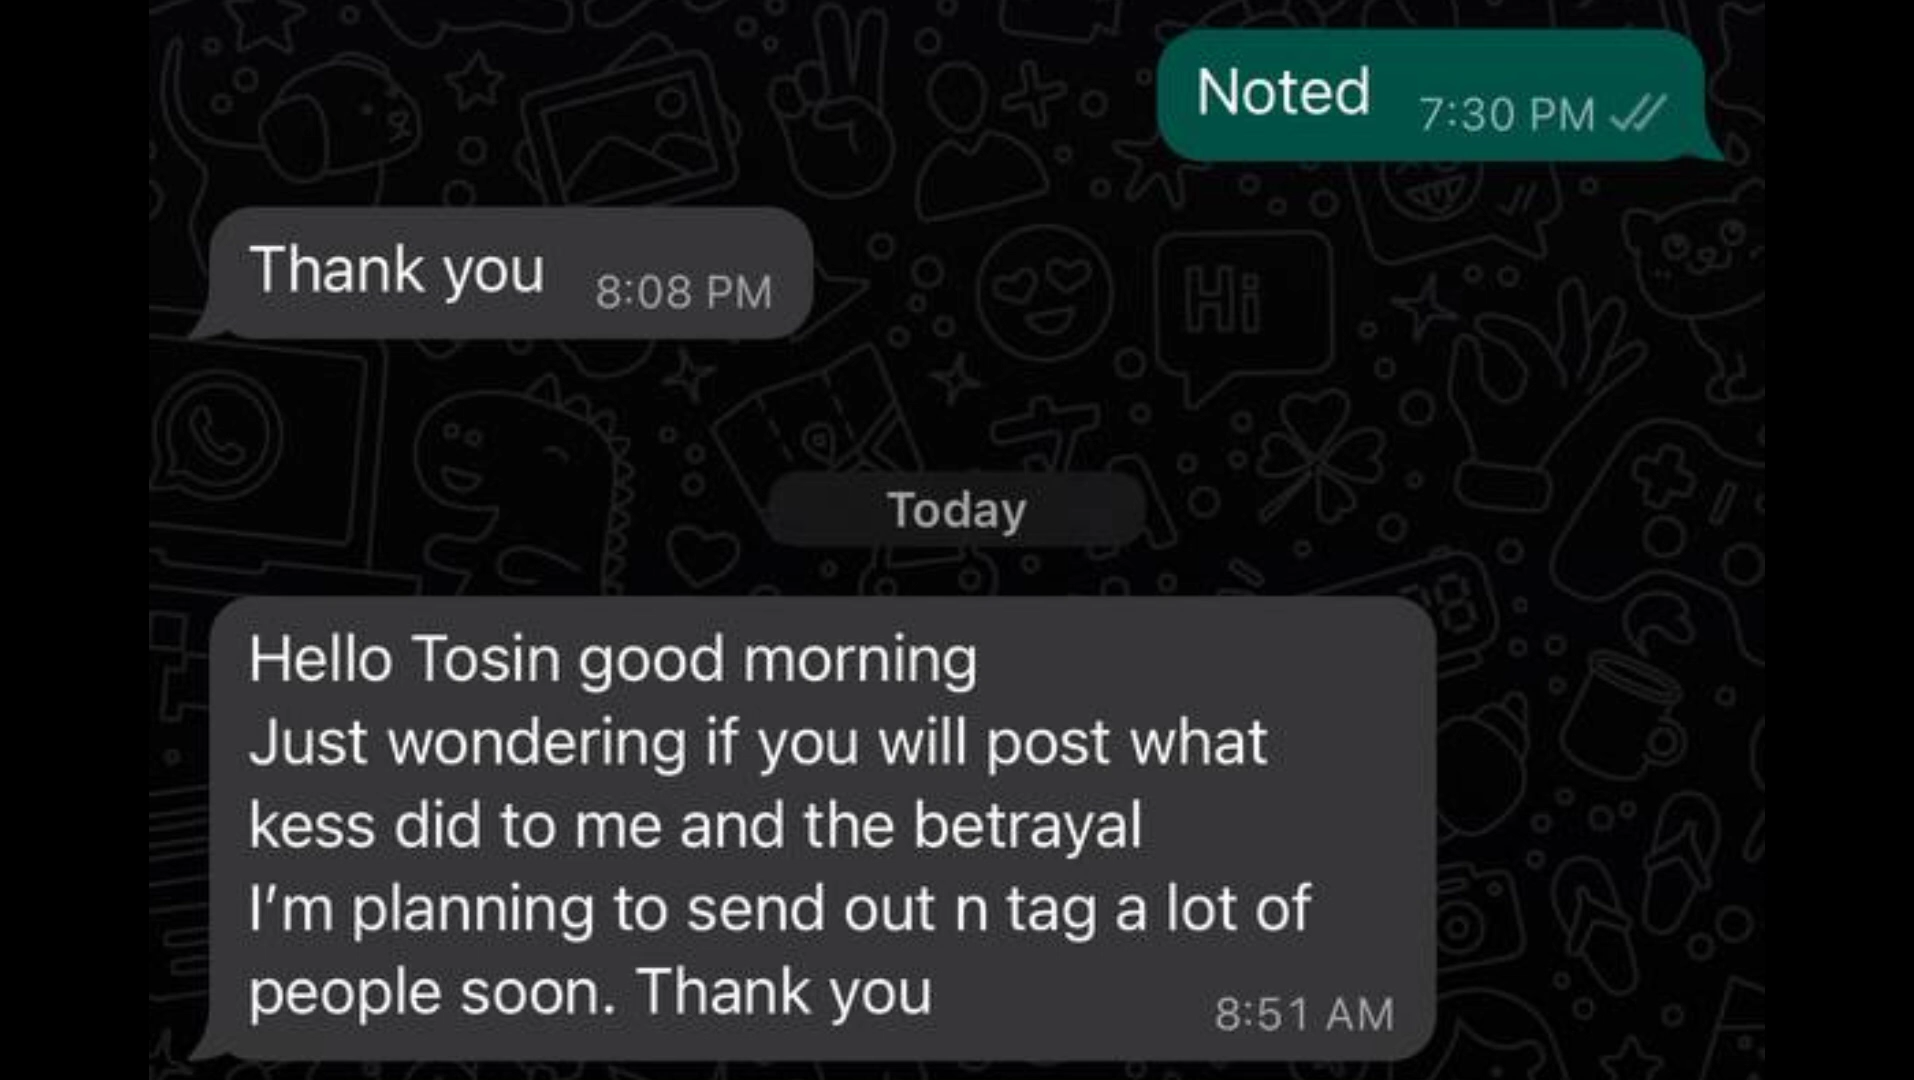 Noted 7:30 PM
Thank you 8:08 PM
Hi
Today
Hello Tosin good morning
Just wondering if you will post what
kess did to me and the betrayal
I'm planning to send out n tag a lot of
people soon. Thank you 8:51 AM